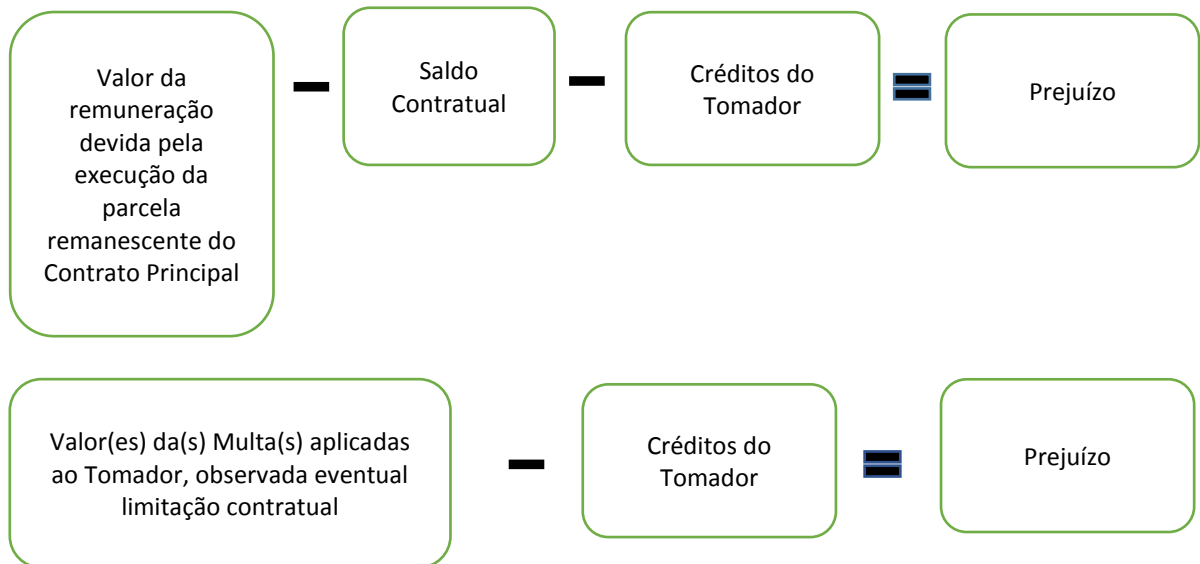 Valor da
remuneração
devida pela
execução da
parcela
remanescente do
Contrato Principal
Saldo
Contratual
Créditos do
Tomador
Prejuízo
Valor(es) da(s) Multa(s) aplicadas
ao Tomador, observada eventual
limitação contratual
Créditos do
Tomador
Prejuízo